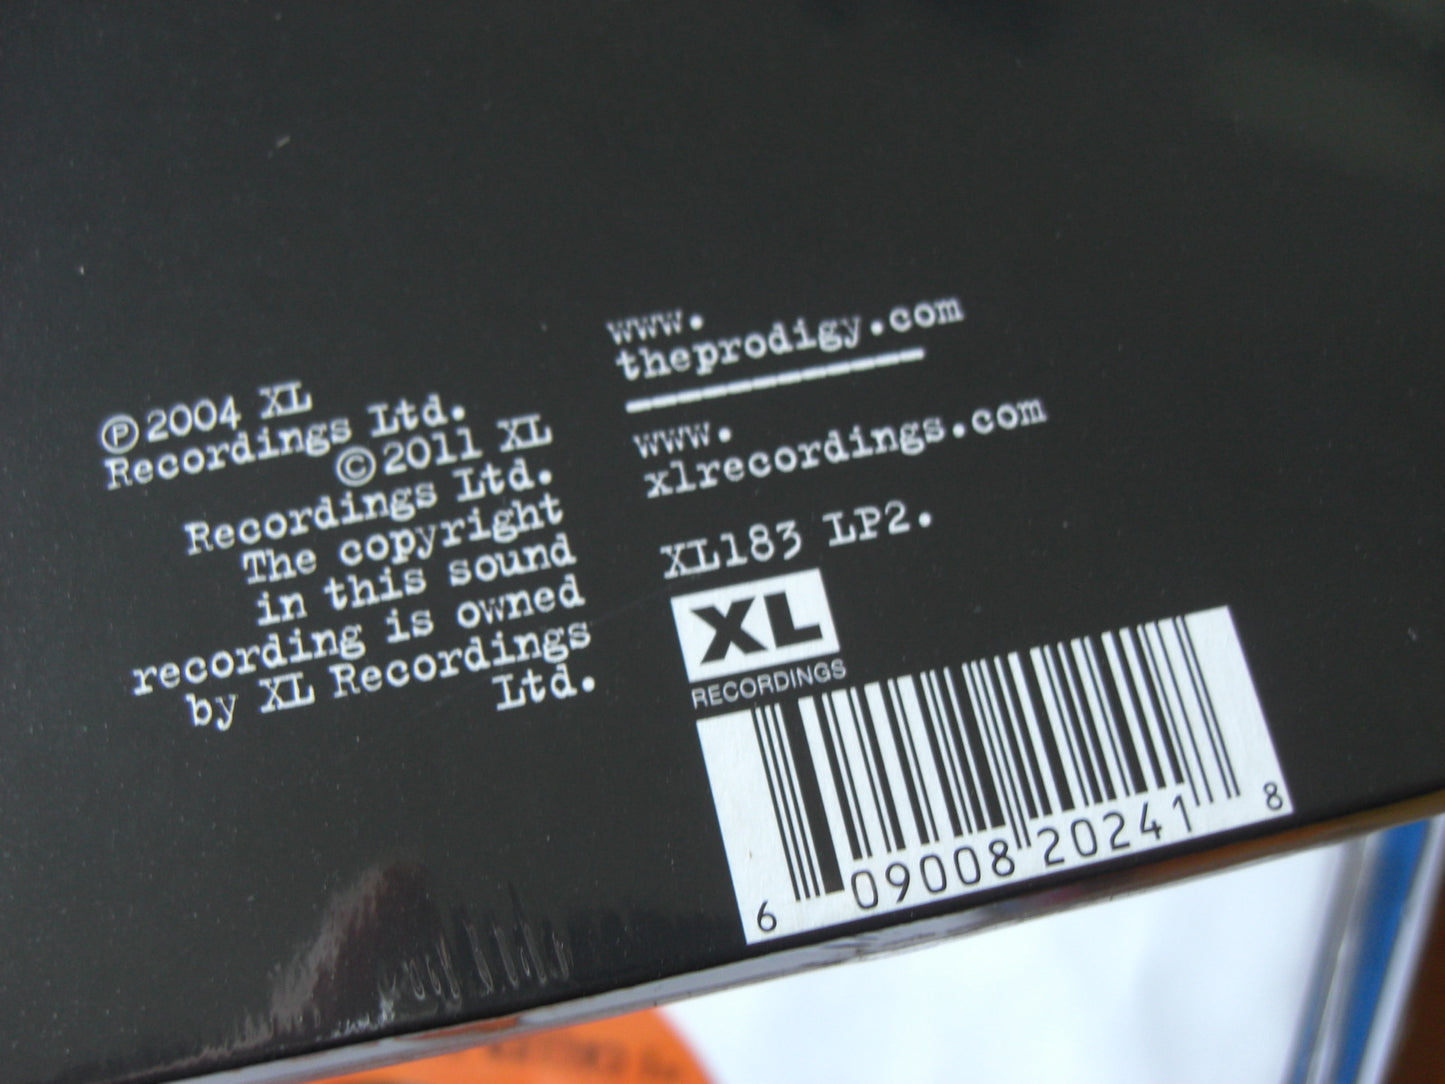 ℗2004 XL
Recordings Ltd.
©2011 XL
Recordings Ltd.
The copyright
in this sound
recording is owned
by XL Recordings
Ltd.
www.
theprodigy.com
www.
xlrecordings.com
XL183 LP2.
XL
RECORDINGS
6 09008 20241 8